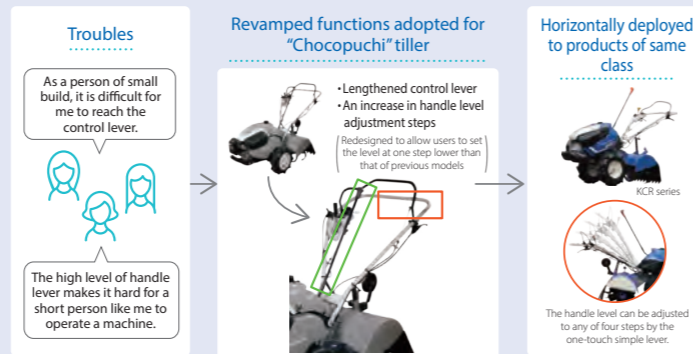 Troubles
As a person of small
build, it is difficult for
me to reach the
control lever.
The high level of handle
lever makes it hard for a
short person like me to
operate a machine.
Revamped functions adopted for
“Chocopuchi” tiller
・Lengthened control lever
・An increase in handle level
adjustment steps
(Redesigned to allow users to set
the level at one step lower than
that of previous models)
Horizontally deployed
to products of same
class
KCR series
The handle level can be adjusted
to any of four steps by the
one-touch simple lever.